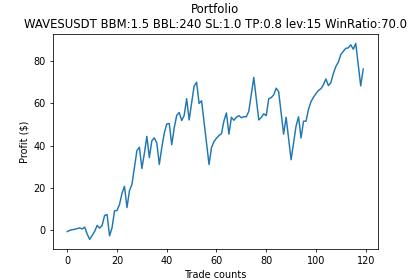 Portfolio
WAVESUSDT BBM:1.5 BBL:240 SL:1.0 TP:0.8 lev:15 WinRatio:70.0
80
60
40
20
0
Profit ($)
0 20 40 60 80 100 120
Trade counts